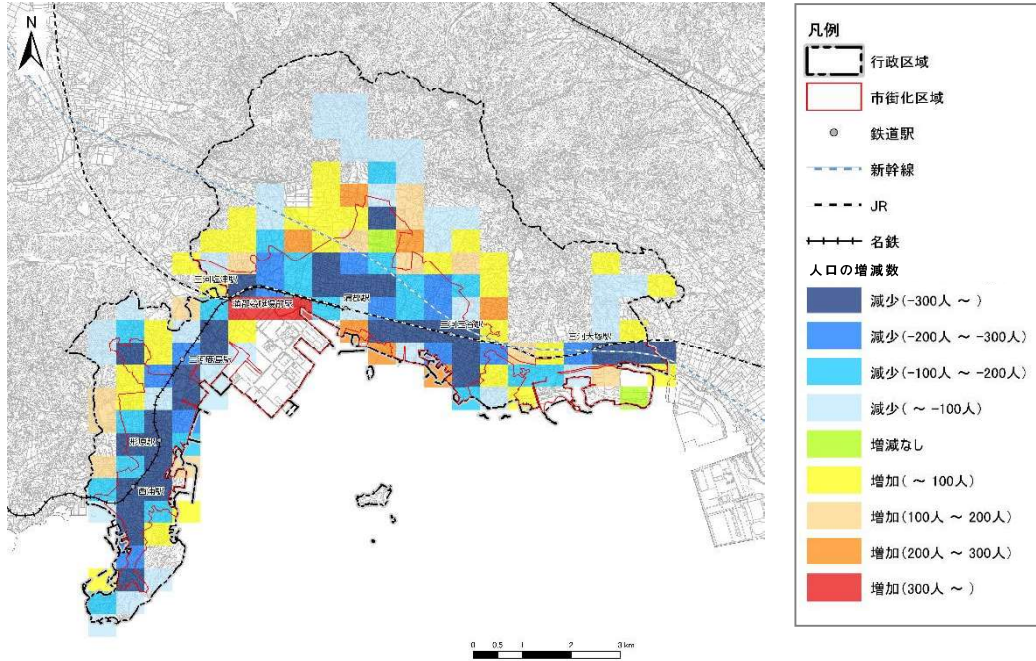 N
三河塩津駅
蒲郡競艇場前駅
蒲郡駅
三河三谷駅
三河大塚駅
三河鹿島駅
形原駅
西浦駅
0 0.5 1 2 3 km
凡例
行政区域
市街化区域
鉄道駅
新幹線
JR
名鉄
人口の増減数
減少(-300人 ~ )
減少(-200人 ~ -300人)
減少(-100人 ~ -200人)
減少( ~ -100人)
増減なし
増加( ~ 100人)
増加(100人 ~ 200人)
増加(200人 ~ 300人)
増加(300人 ~ )